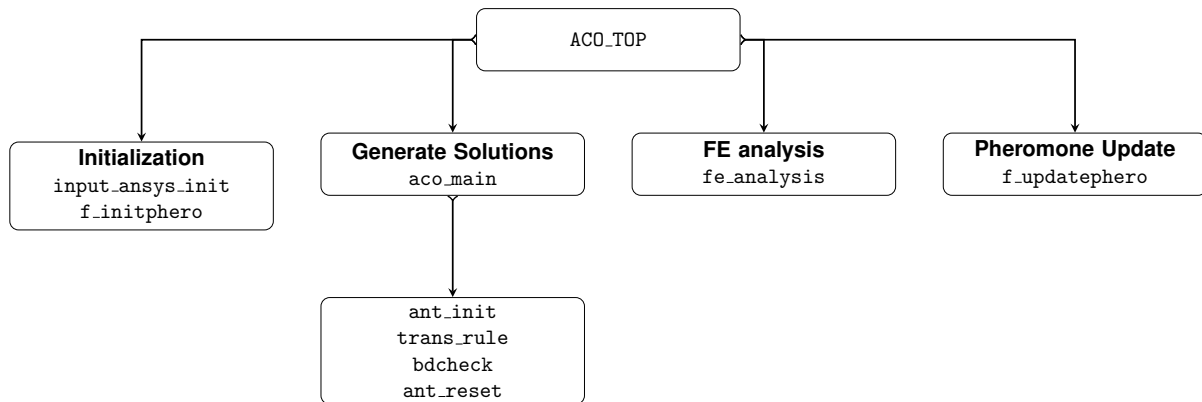 ACO_TOP
Initialization
input_ansys_init
f_initphero
Generate Solutions
aco_main
FE analysis
fe_analysis
Pheromone Update
f_updatephero
ant_init
trans_rule
bdcheck
ant_reset